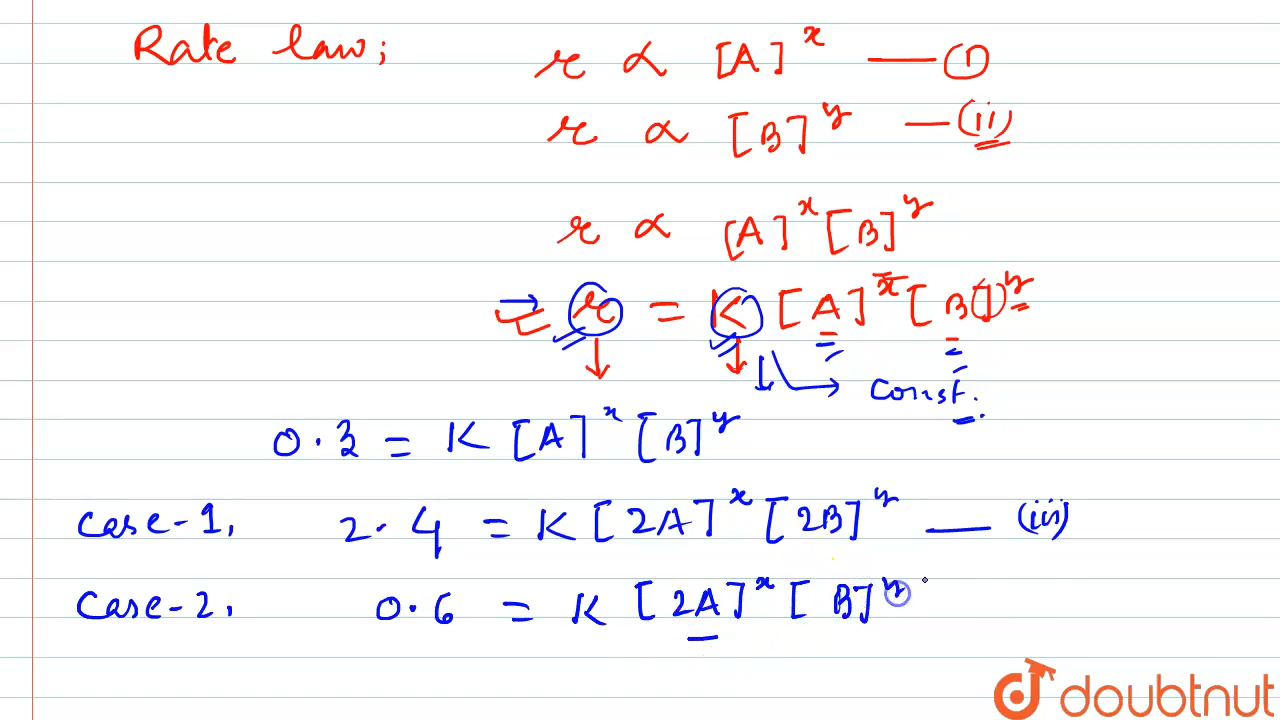 Rate law; r ∝ [A]^x — (1)
r ∝ [B]^y — (ii)
r ∝ [A]^x [B]^y
⇒ r = K [A]^x [B]^y
Const.
0.3 = K [A]^x [B]^y
Case-1, 2.4 = K [2A]^x [2B]^y — (iii)
Case-2, 0.6 = K [2A]^x [B]^y
doubtnut